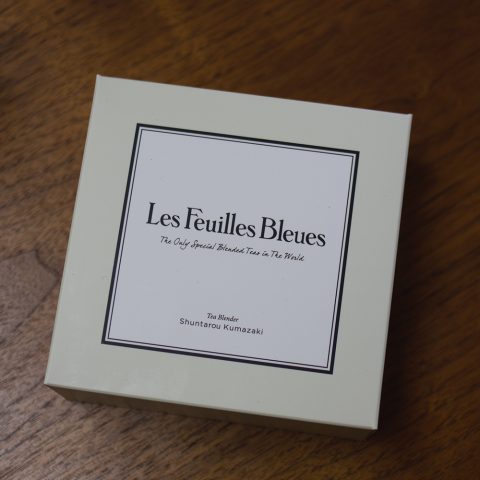 Les Feuilles Bleues
The Only Special Blended Teas in The World
Tea Blender
Shuntarou Kumazaki